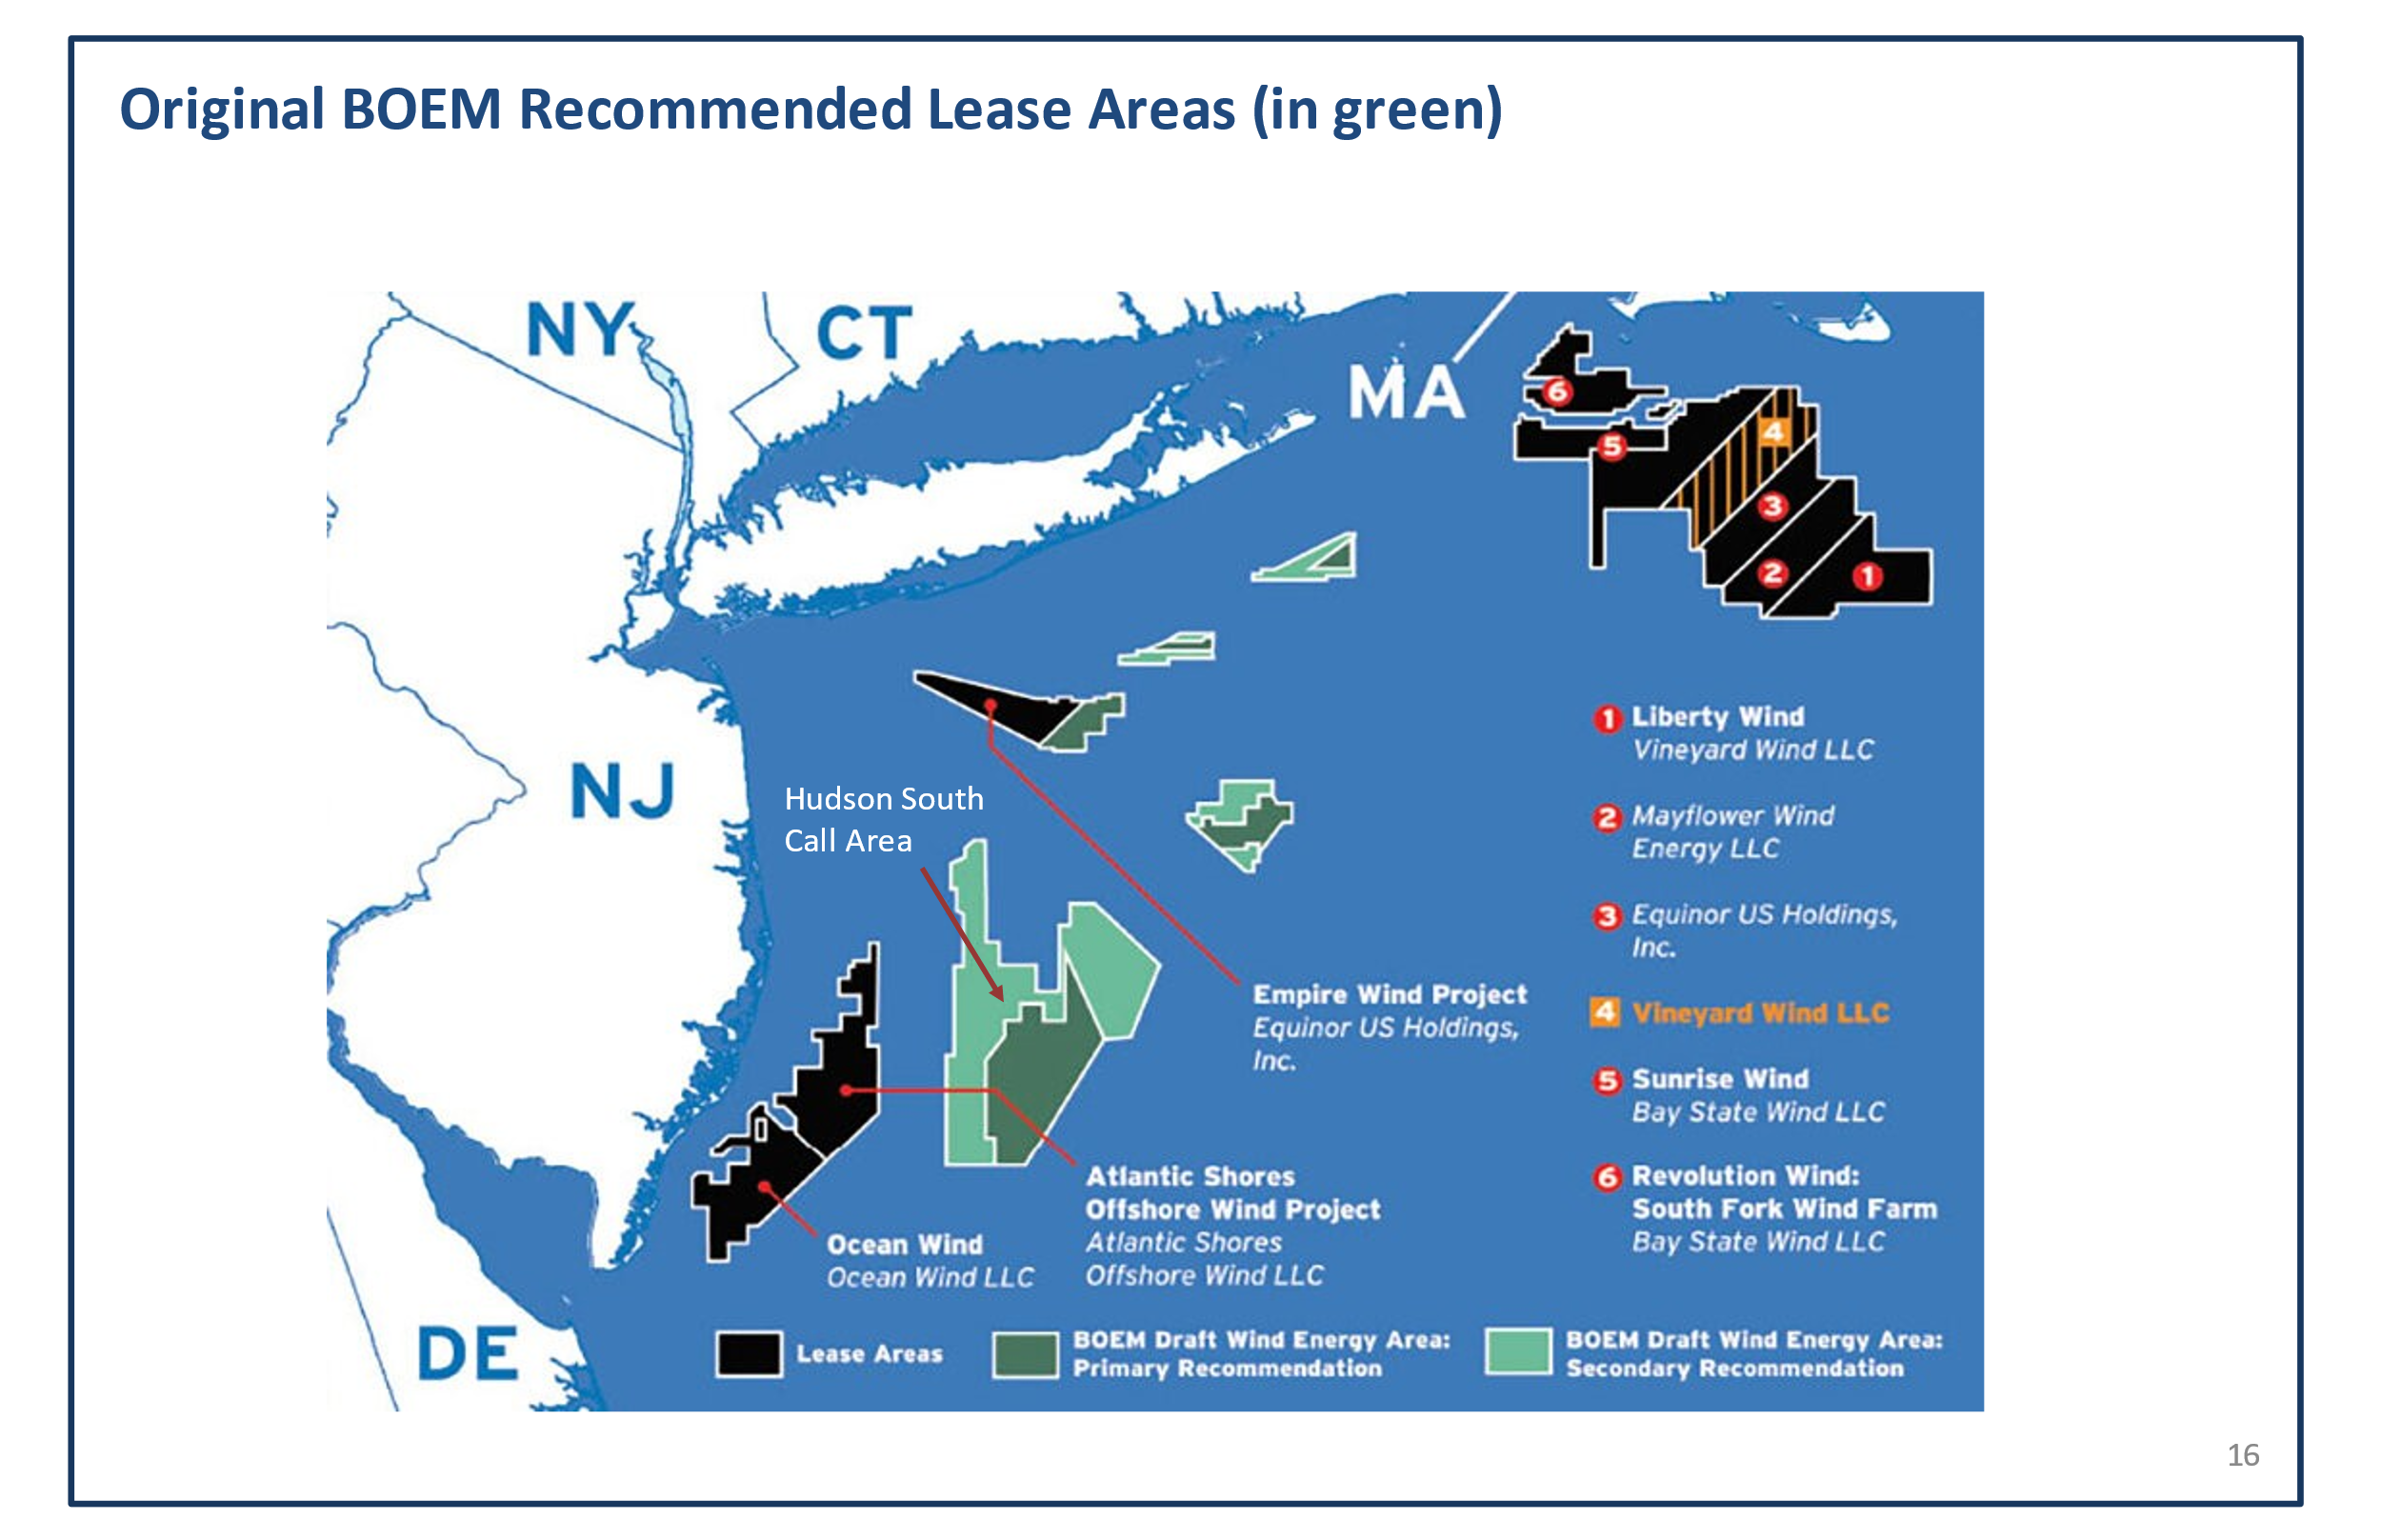 Original BOEM Recommended Lease Areas (in green)
NY
CT
MA
6
4
5
3
2
1
NJ
Hudson South
Call Area
1 Liberty Wind
Vineyard Wind LLC
2 Mayflower Wind
Energy LLC
3 Equinor US Holdings,
Inc.
4 Vineyard Wind LLC
5 Sunrise Wind
Bay State Wind LLC
6 Revolution Wind:
South Fork Wind Farm
Bay State Wind LLC
Empire Wind Project
Equinor US Holdings,
Inc.
Atlantic Shores
Offshore Wind Project
Atlantic Shores
Offshore Wind LLC
Ocean Wind
Ocean Wind LLC
DE
Lease Areas
BOEM Draft Wind Energy Area:
Primary Recommendation
BOEM Draft Wind Energy Area:
Secondary Recommendation
16